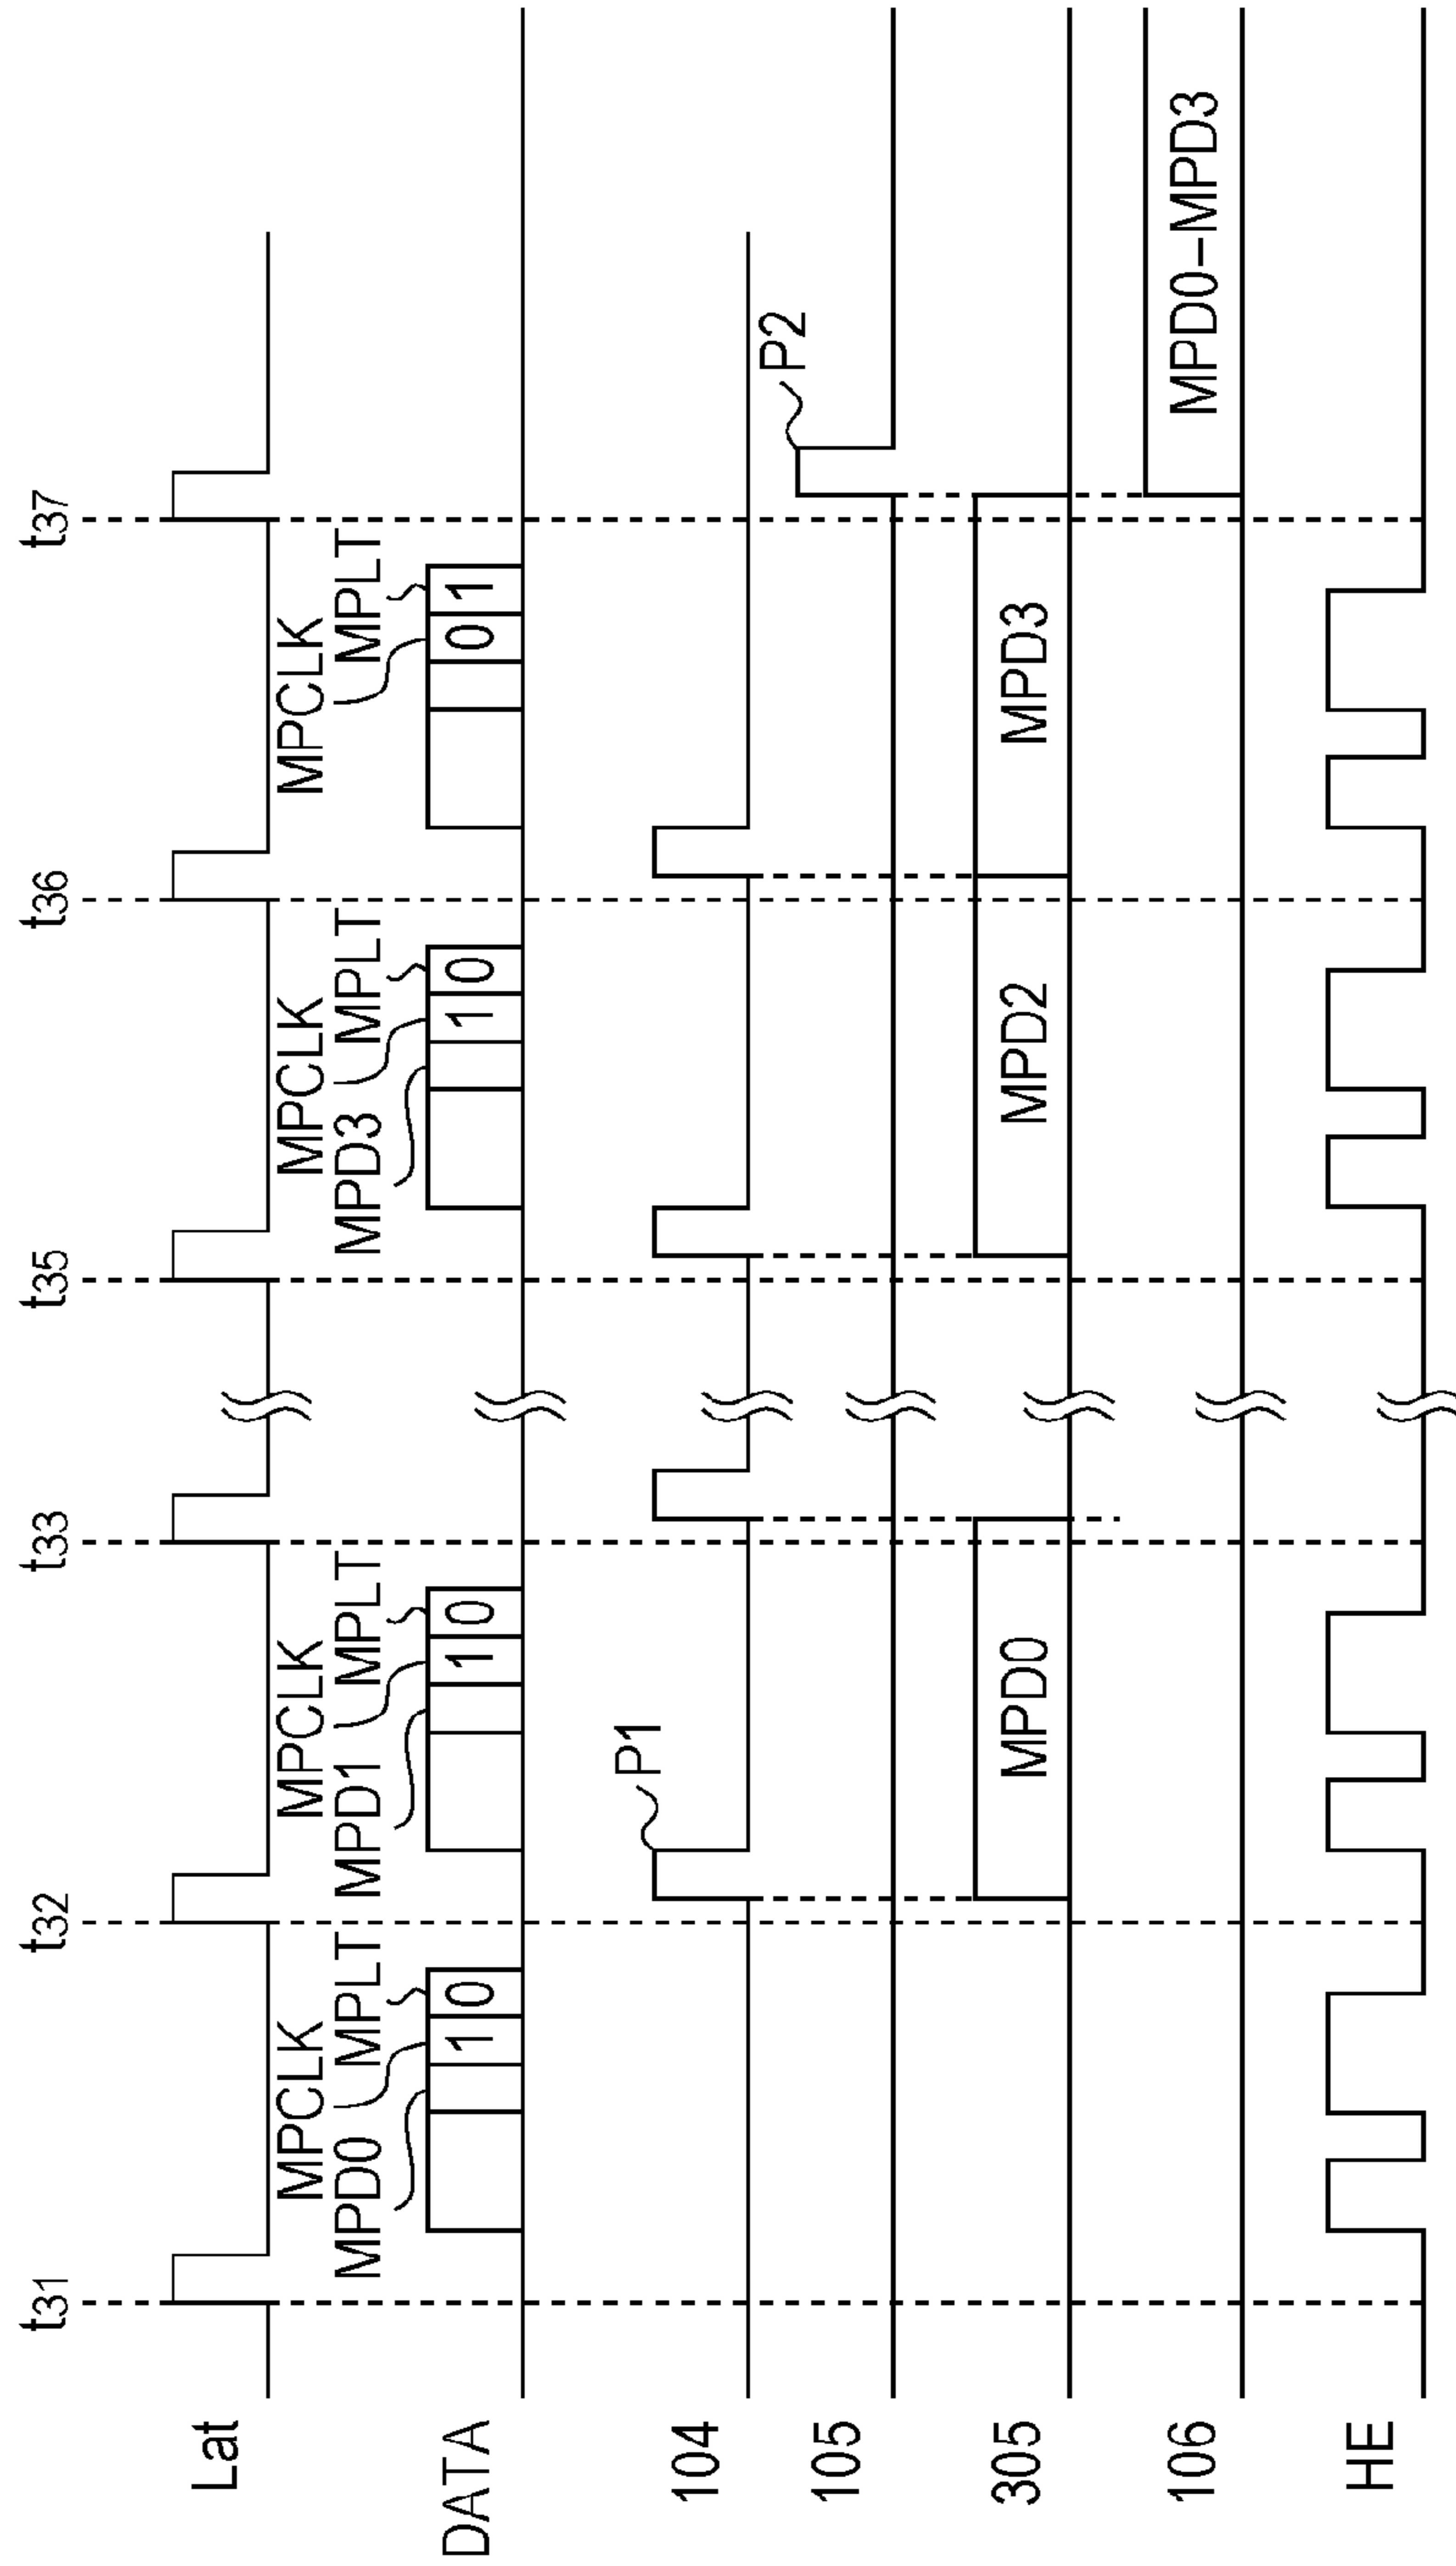 t31 t32 t33 t35 t36 t37
Lat
MPCLK MPCLK MPCLK MPCLK
MPD0 MPLT MPD1 MPLT MPD3 MPLT MPLT
DATA 1 0 1 0 1 0 0 1
P1
104
P2
105
305 MPD0 MPD2 MPD3
106 MPD0–MPD3
HE